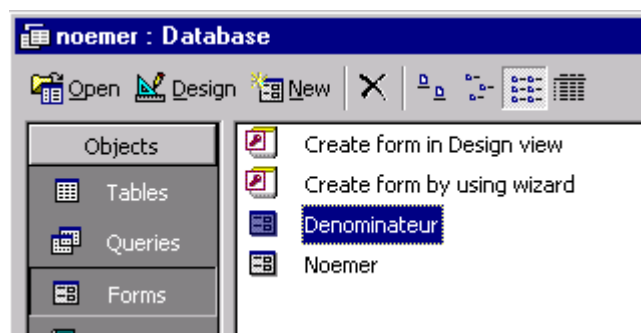 noemer : Database
Open Design New
Objects
Tables
Queries
Forms
Create form in Design view
Create form by using wizard
Denominateur
Noemer